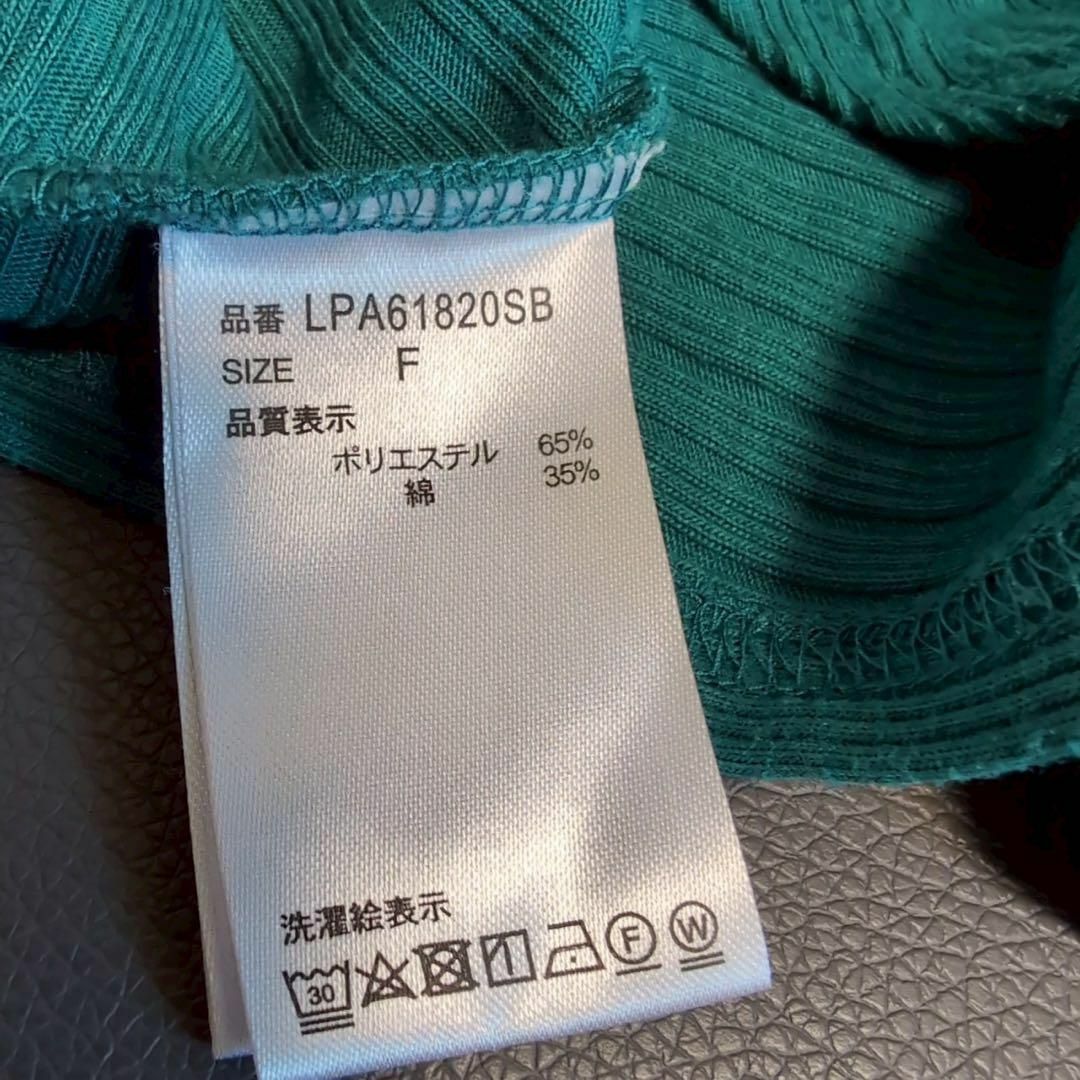 品番 LPA61820SB
SIZE F
品質表示
ポリエステル 65%
綿 35%
洗濯絵表示
30 F W